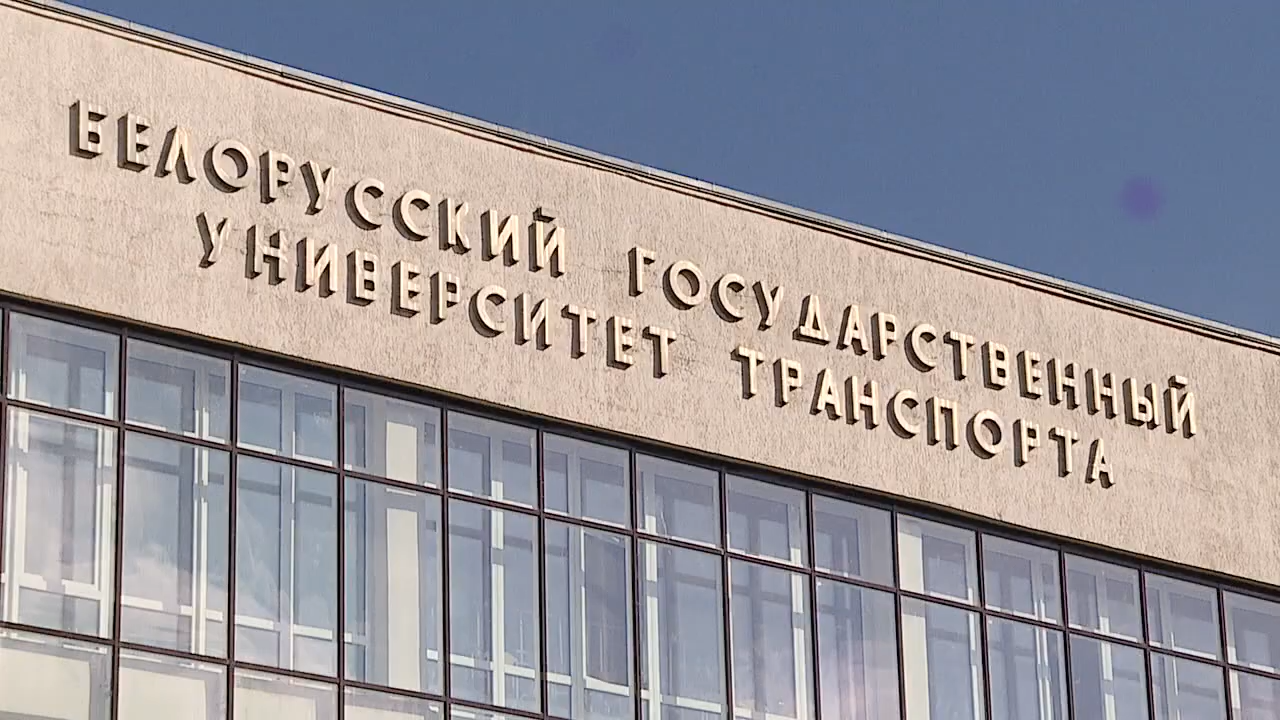 БЕЛОРУССКИЙ ГОСУДАРСТВЕННЫЙ
УНИВЕРСИТЕТ ТРАНСПОРТА